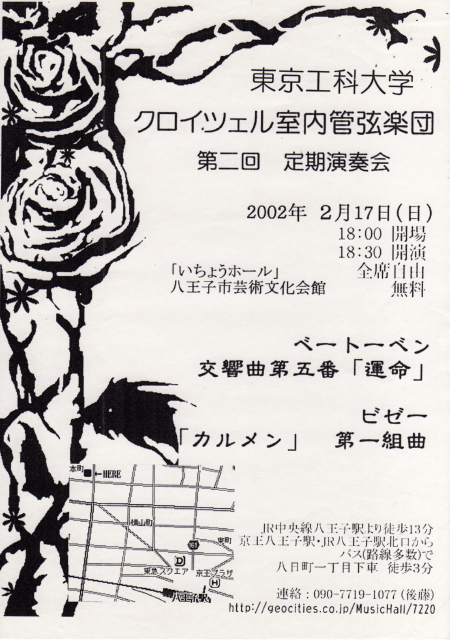 東京工科大学
クロイツェル室内管弦楽団
第二回 定期演奏会
2002年 2月17日(日)
18:00 開場
18:30 開演
「いちょうホール」 全席自由
八王子市芸術文化会館 無料
ベートーベン
交響曲第五番「運命」
ビゼー
「カルメン」 第一組曲
本町 ←HERE
横山町
東町
東急スクエア
京王プラザ
JR中央線八王子駅より徒歩13分
京王八王子駅・JR八王子駅北口から
バス(路線多数)で
八日町一丁目下車 徒歩3分
連絡:090-7719-1077(後藤)
http://geocities.co.jp/MusicHall/7220